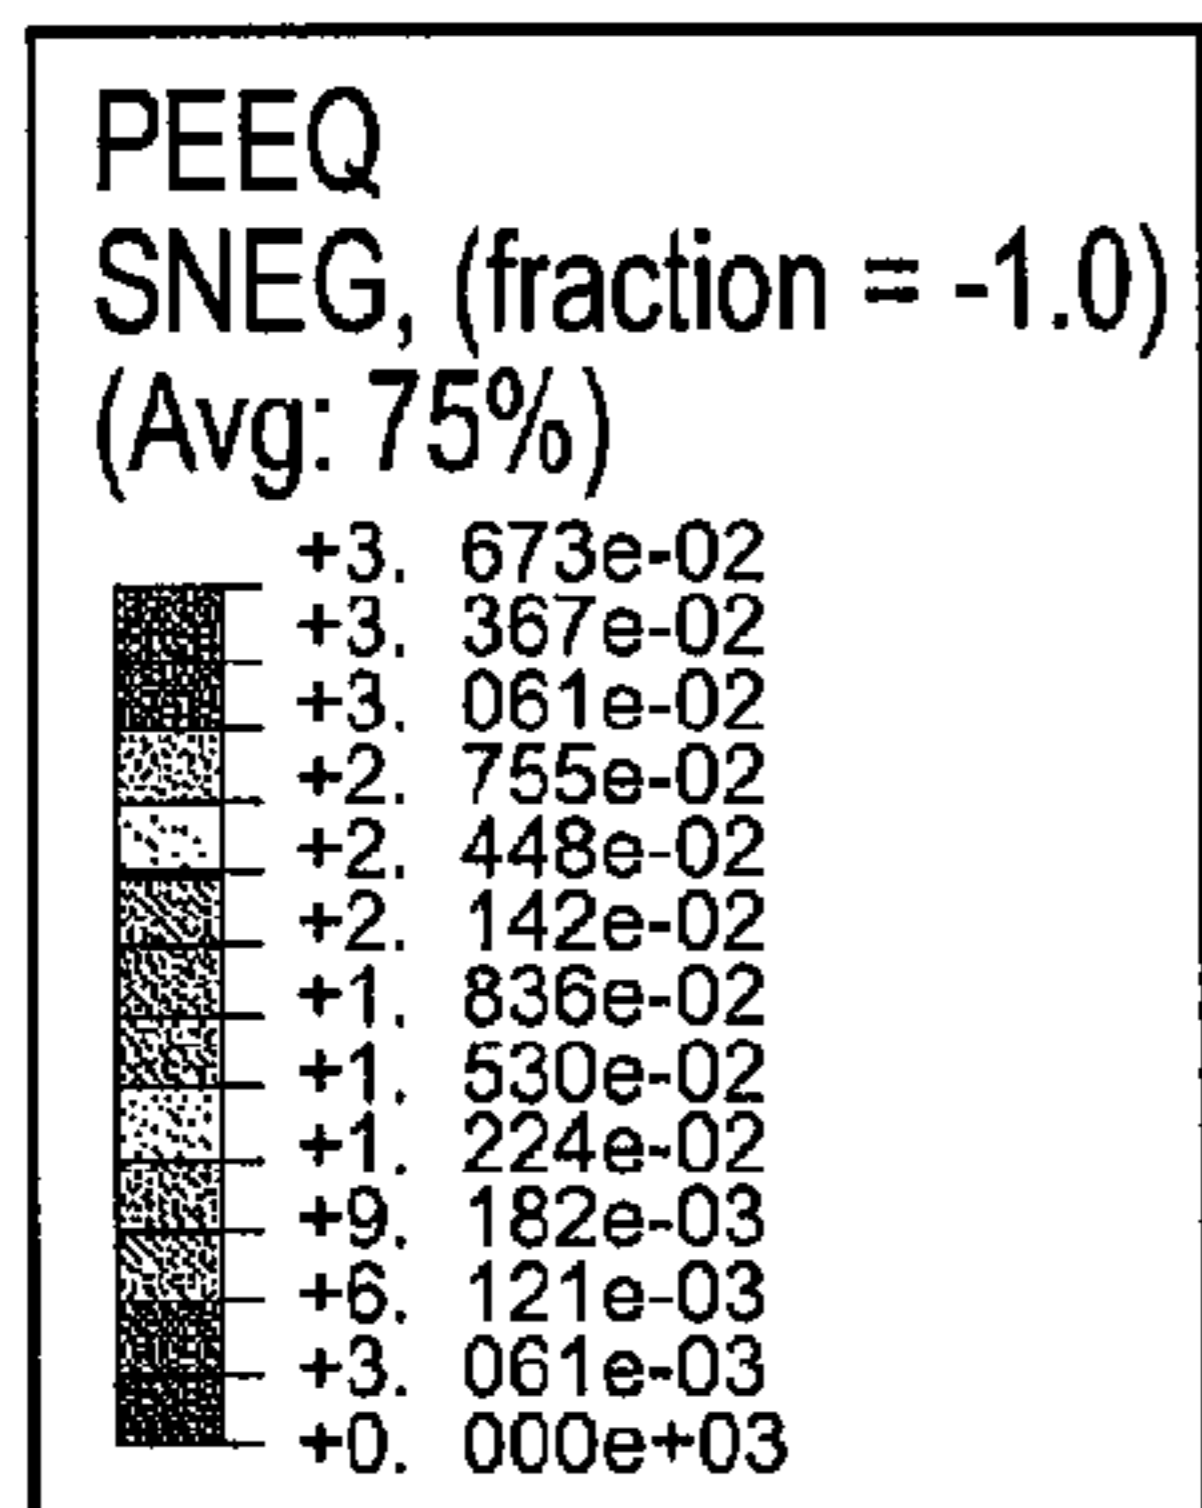 PEEQ
SNEG, (fraction = -1.0)
(Avg: 75%)
+3. 673e-02
+3. 367e-02
+3. 061e-02
+2. 755e-02
+2. 448e-02
+2. 142e-02
+1. 836e-02
+1. 530e-02
+1. 224e-02
+9. 182e-03
+6. 121e-03
+3. 061e-03
+0. 000e+03